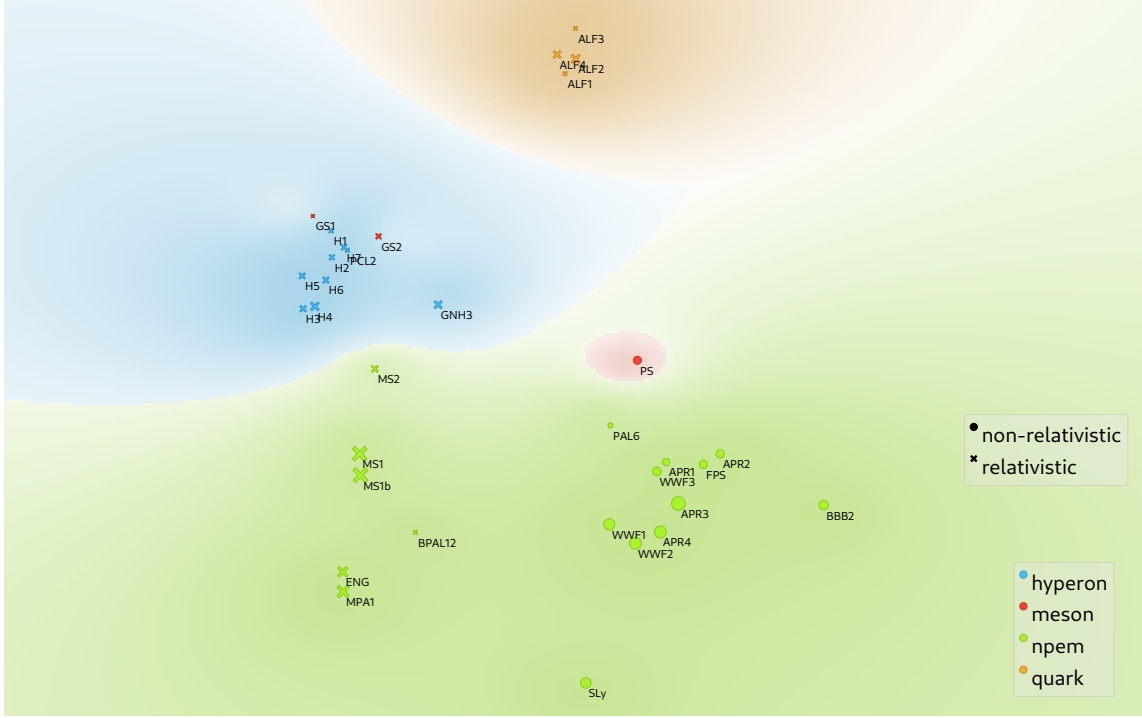 ALF3
ALF4
ALF2
ALF1
GS1
H1
GS2
H7
PCL2
H2
H5
H6
H3
H4
GNH3
PS
MS2
non-relativistic
relativistic
PAL6
MS1
APR1
APR2
FPS
WWF3
MS1b
APR3
BBB2
WWF1
BPAL12
APR4
WWF2
ENG
MPA1
hyperon
meson
npem
quark
SLy